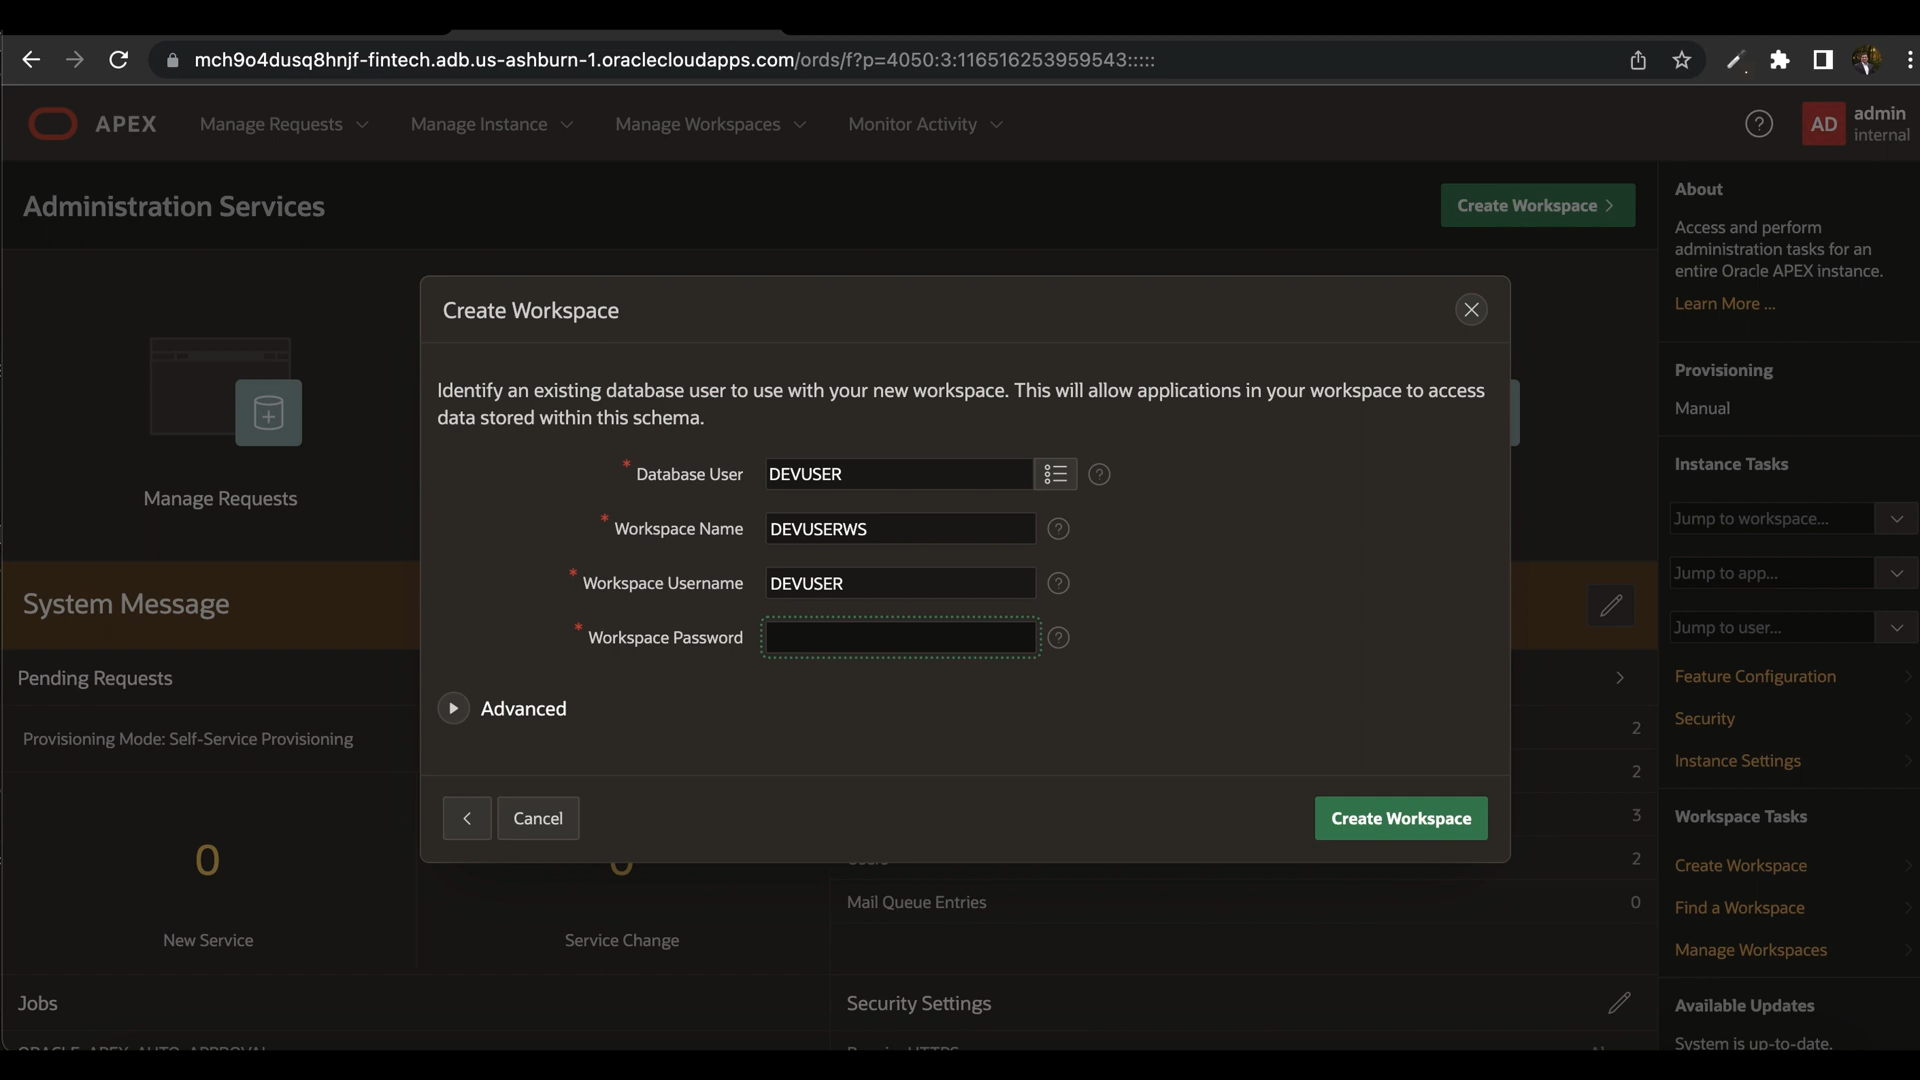 mch9o4dusq8hnjf-fintech.adb.us-ashburn-1.oraclecloudapps.com/ords/f?p=4050:3:116516253959543:::::
APEX
Manage Requests
Manage Instance
Manage Workspaces
Monitor Activity
?
AD
admin
internal
Administration Services
Create Workspace
About
Access and perform
administration tasks for an
entire Oracle APEX instance.
Learn More ...
Create Workspace
Identify an existing database user to use with your new workspace. This will allow applications in your workspace to access
data stored within this schema.
* Database User
DEVUSER
?
* Workspace Name
DEVUSERWS
?
* Workspace Username
DEVUSER
?
* Workspace Password
?
Advanced
Cancel
Create Workspace
Manage Requests
System Message
Pending Requests
Provisioning Mode: Self-Service Provisioning
0
New Service
Service Change
2
2
3
2
Mail Queue Entries
0
Jobs
Security Settings
Provisioning
Manual
Instance Tasks
Jump to workspace...
Jump to app...
Jump to user...
Feature Configuration
Security
Instance Settings
Workspace Tasks
Create Workspace
Find a Workspace
Manage Workspaces
Available Updates
System is up-to-date.